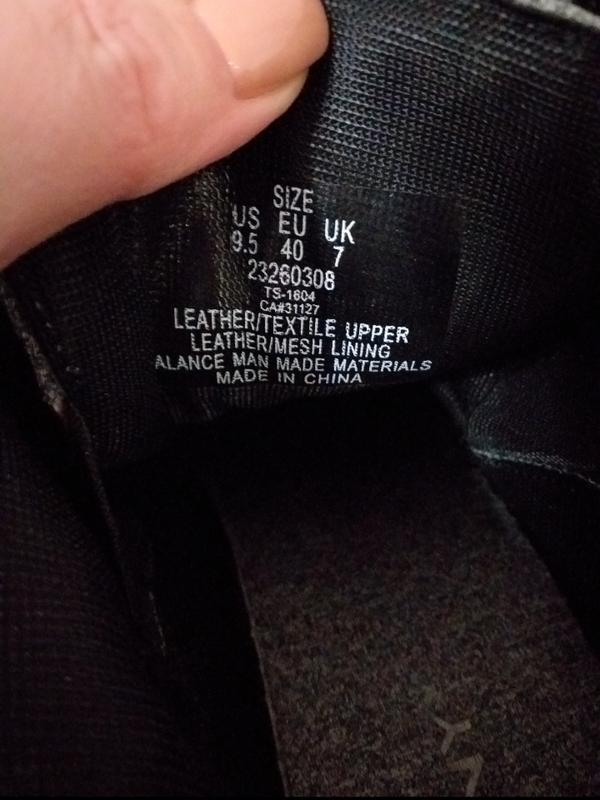 SIZE
US EU UK
9.5 40 7
23260308
TS-1604
CA#31127
LEATHER/TEXTILE UPPER
LEATHER/MESH LINING
ALANCE MAN MADE MATERIALS
MADE IN CHINA